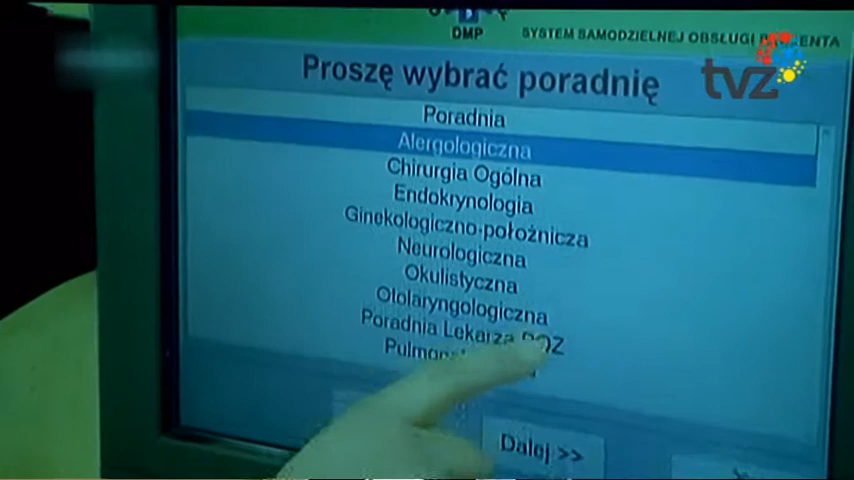 DMP
SYSTEM SAMODZIELNEJ OBSŁUGI PACJENTA
tvz
Proszę wybrać poradnię
Poradnia
Alergologiczna
Chirurgia Ogólna
Endokrynologia
Ginekologiczno-położnicza
Neurologiczna
Okulistyczna
Otolaryngologiczna
Poradnia Lekarza POZ
Dalej >>